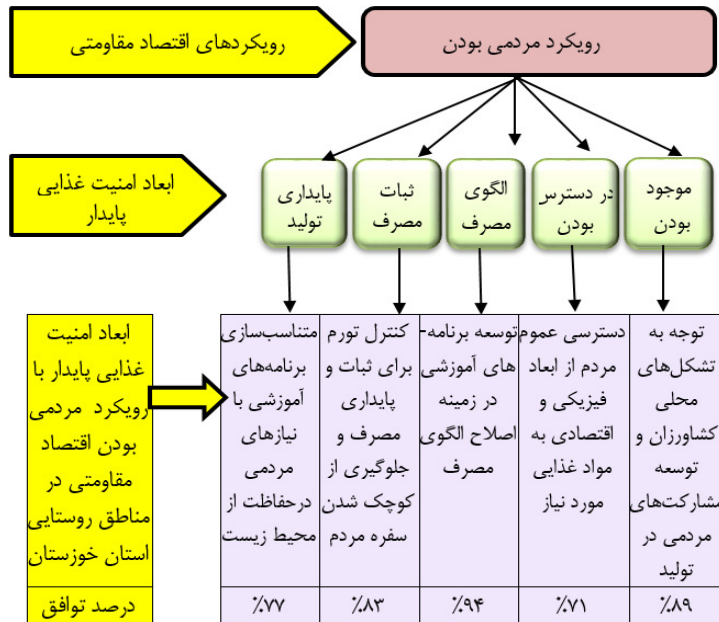 رویکردهای اقتصاد مقاومتی
رویکرد مردمی بودن
ابعاد امنیت غذایی
پایدار
موجود
بودن
در دسترس
بودن
الگوی
مصرف
ثبات
مصرف
پایداری
تولید
ابعاد امنیت
غذایی پایدار با
رویکرد مردمی
بودن اقتصاد
مقاومتی در
مناطق روستایی
استان خوزستان
توجه به
تشکل‌های
محلی
کشاورزان و
توسعه
مشارکت‌های
مردمی در
تولید
دسترسی عموم
مردم از ابعاد
فیزیکی و
اقتصادی به
مواد غذایی
مورد نیاز
توسعه برنامه-
های آموزشی
در زمینه
اصلاح الگوی
مصرف
کنترل تورم
برای ثبات و
پایداری
مصرف و
جلوگیری از
کوچک شدن
سفره مردم
متناسب‌سازی
برنامه‌های
آموزشی با
نیازهای
مردمی
درحفاظت از
محیط زیست
درصد توافق
٪۸۹
٪۷۱
٪۹۴
٪۸۳
٪۷۷